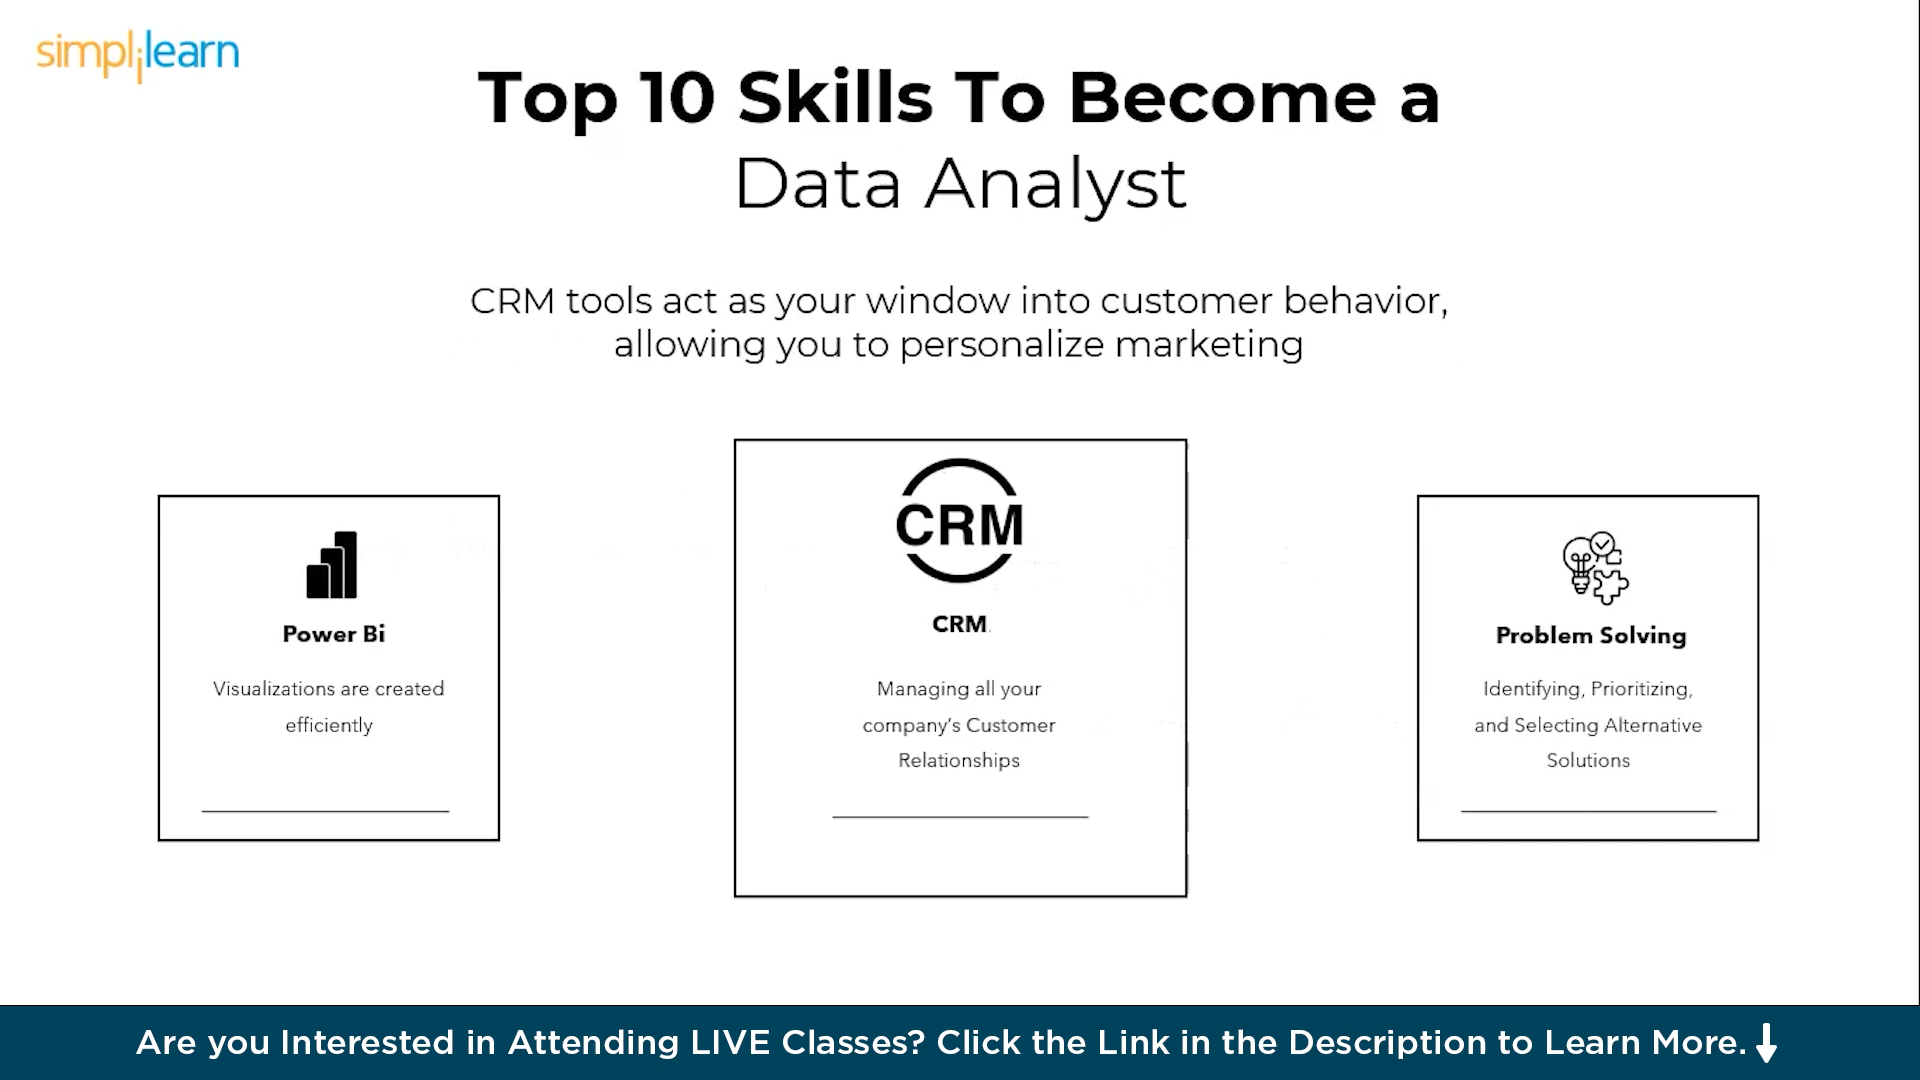 simplilearn
Top 10 Skills To Become a
Data Analyst
CRM tools act as your window into customer behavior,
allowing you to personalize marketing
Power Bi
Visualizations are created
efficiently
CRM
CRM
Managing all your
company's Customer
Relationships
Problem Solving
Identifying, Prioritizing,
and Selecting Alternative
Solutions
Are you Interested in Attending LIVE Classes? Click the Link in the Description to Learn More.